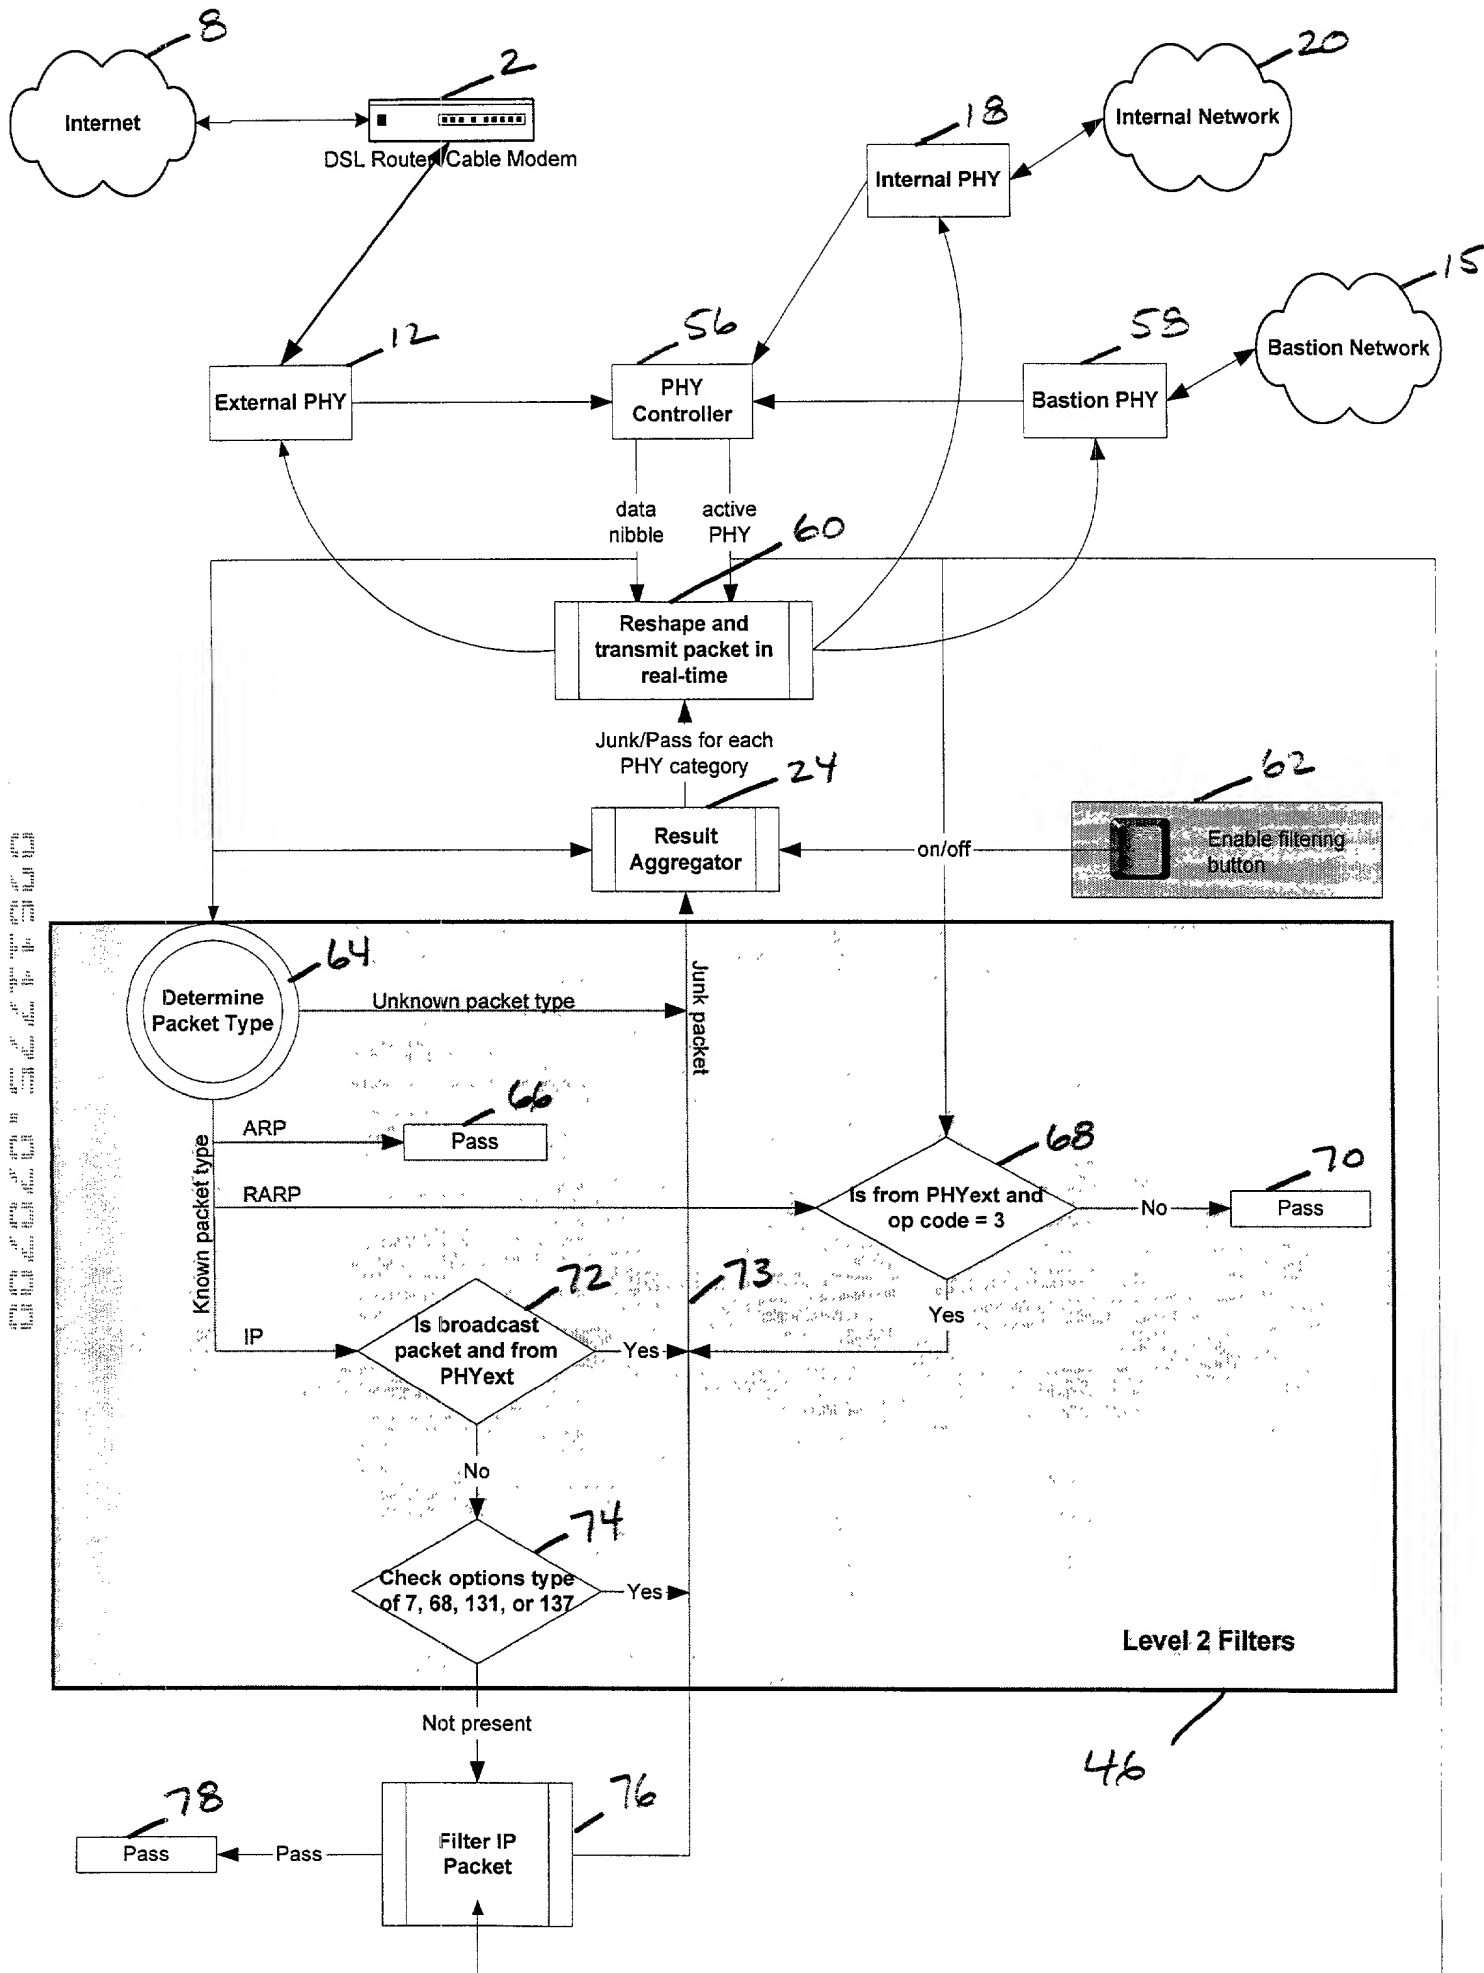 8
2
20
Internet
18
Internal Network
DSL Router/Cable Modem
Internal PHY
15
12
56
58
Bastion Network
External PHY
PHY
Controller
Bastion PHY
data
nibble
active
PHY
60
Reshape and
transmit packet in
real-time
Junk/Pass for each
PHY category
24
62
Result
Aggregator
on/off
Enable filtering
button
64
Determine
Packet Type
Unknown packet type
Junk packet
66
ARP
Pass
68
70
Known packet type
RARP
Is from PHYext and
op code = 3
No
Pass
72
73
Yes
IP
Is broadcast
packet and from
PHYext
Yes
No
74
Check options type
of 7, 68, 131, or 137
Yes
Level 2 Filters
Not present
46
78
76
Pass
Pass
Filter IP
Packet